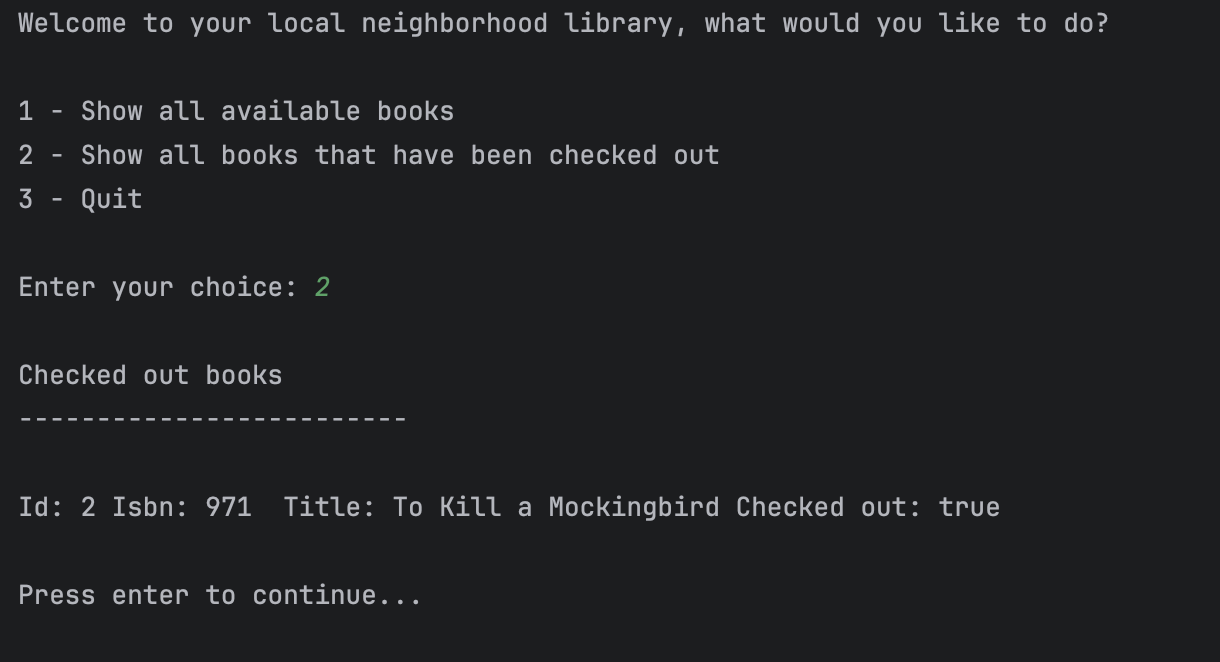 Welcome to your local neighborhood library, what would you like to do?
1 - Show all available books
2 - Show all books that have been checked out
3 - Quit
Enter your choice: 2
Checked out books
-------------------------
Id: 2 Isbn: 971  Title: To Kill a Mockingbird Checked out: true
Press enter to continue...